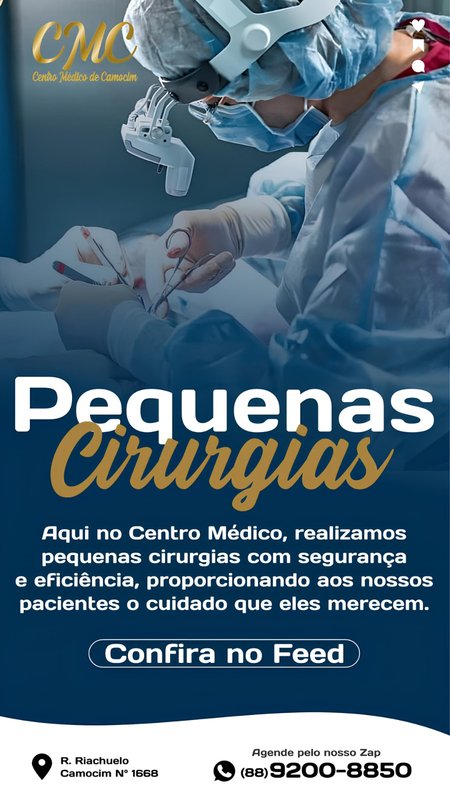 CMC
Centro Médico de Camocim
Pequenas
Cirurgias
Aqui no Centro Médico, realizamos
pequenas cirurgias com segurança
e eficiência, proporcionando aos nossos
pacientes o cuidado que eles merecem.
Confira no Feed
R. Riachuelo
Camocim Nº 1668
Agende pelo nosso Zap
(88)9200-8850